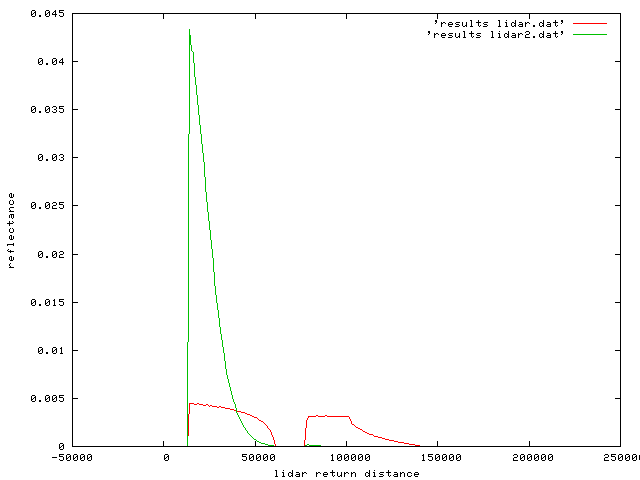 0.045
'results lidar.dat'
'results lidar2.dat'
0.04
0.035
0.03
0.025
0.02
0.015
0.01
0.005
0
reflectance
-50000 0 50000 100000 150000 200000 250000
lidar return distance